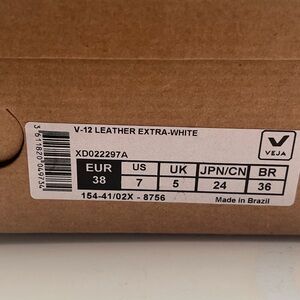 V-12 LEATHER EXTRA-WHITE
XD022297A
VEJA
EUR US UK JPN/CN BR
38 7 5 24 36
154-41/02X - 8756
Made in Brazil